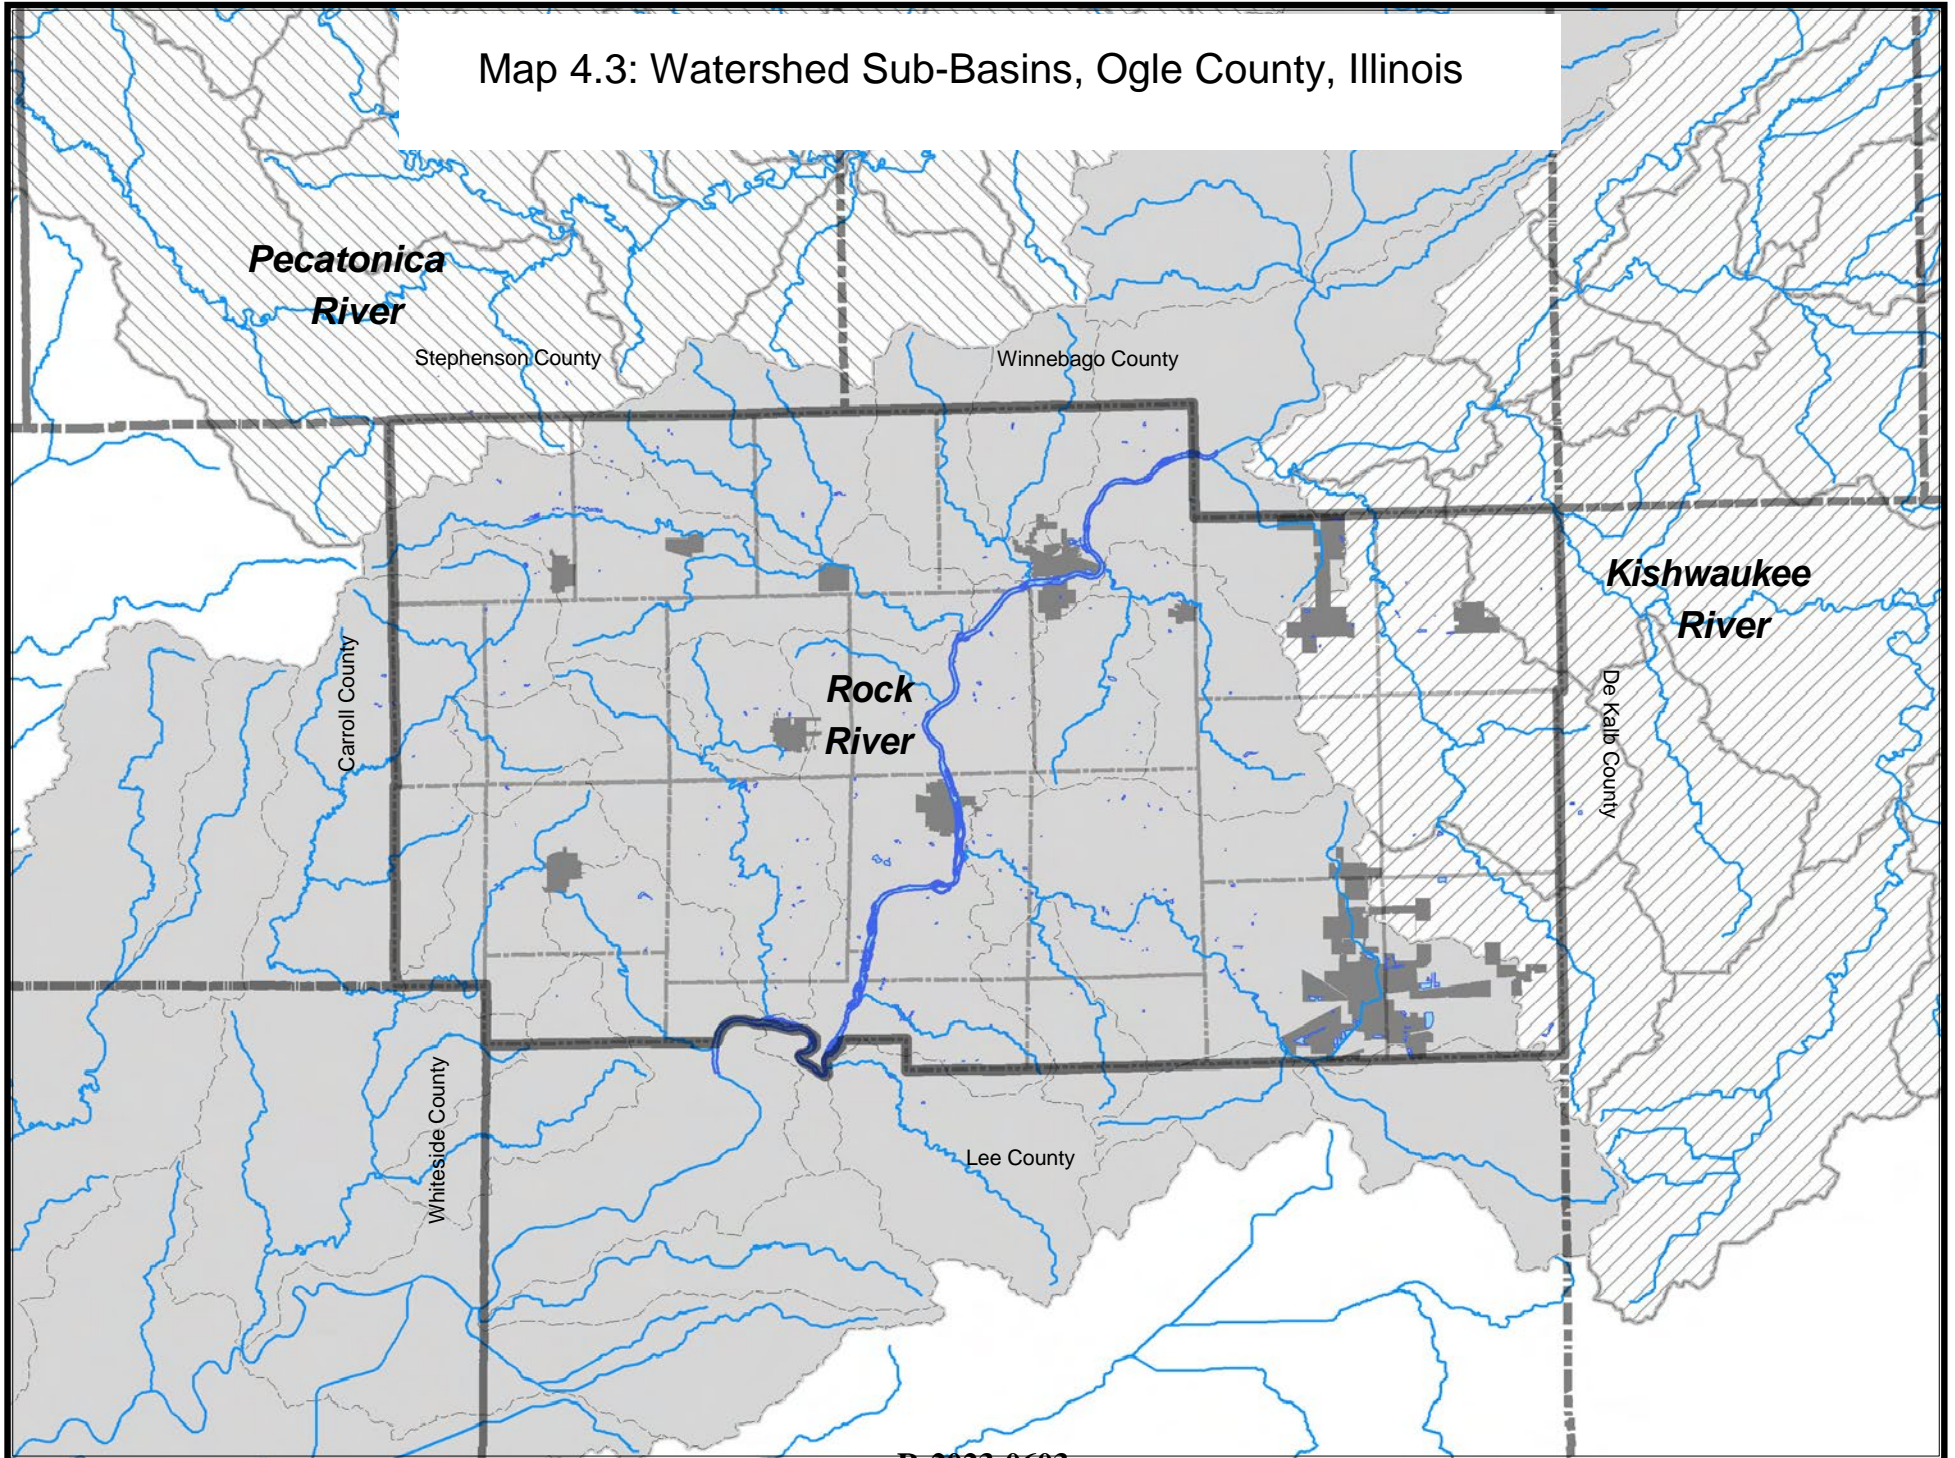 Map 4.3: Watershed Sub-Basins, Ogle County, Illinois
Pecatonica
River
Stephenson County
Winnebago County
Kishwaukee
River
Carroll County
Rock
River
De Kalb County
Whiteside County
Lee County